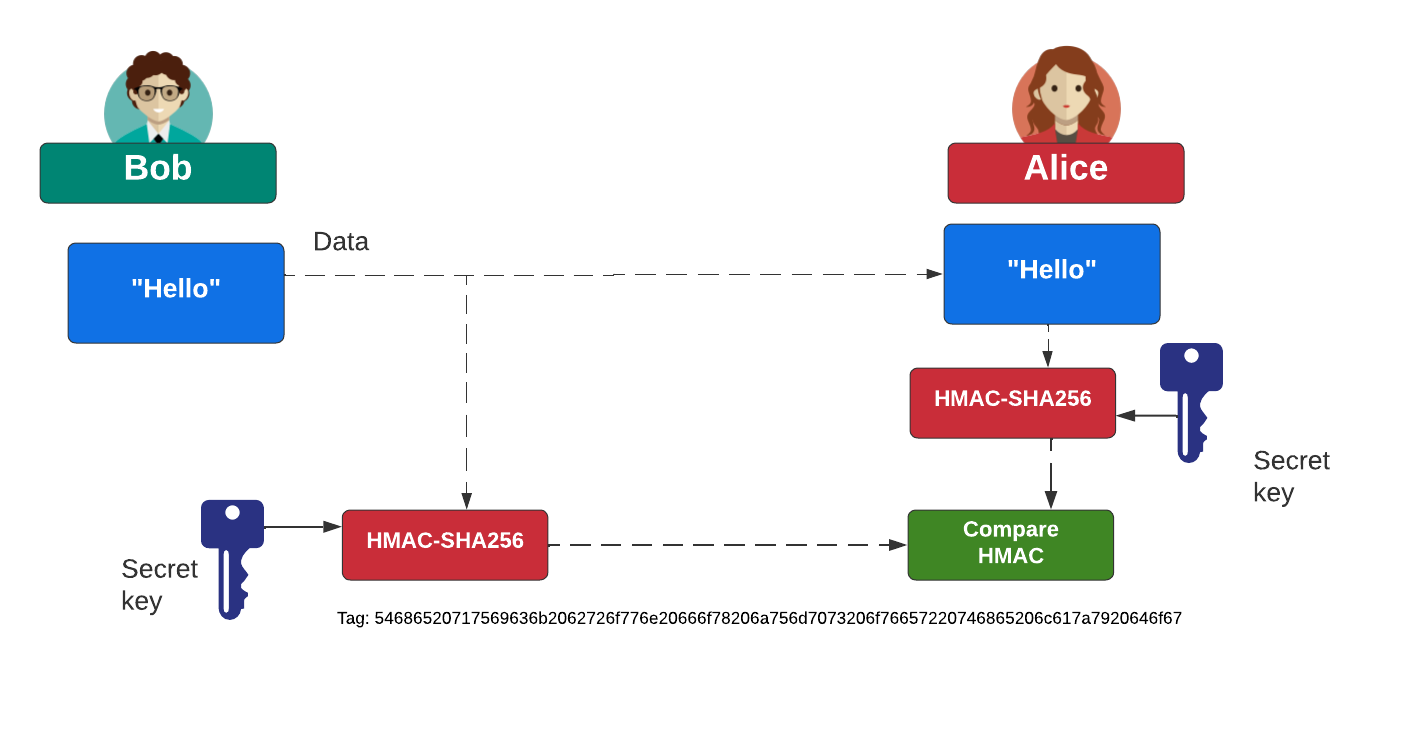 Bob
Alice
Data
"Hello"
"Hello"
HMAC-SHA256
Secret
key
HMAC-SHA256
Compare
HMAC
Secret
key
Tag: 54686520717569636b2062726f776e20666f78206a756d7073206f76657220746865206c617a7920646f67